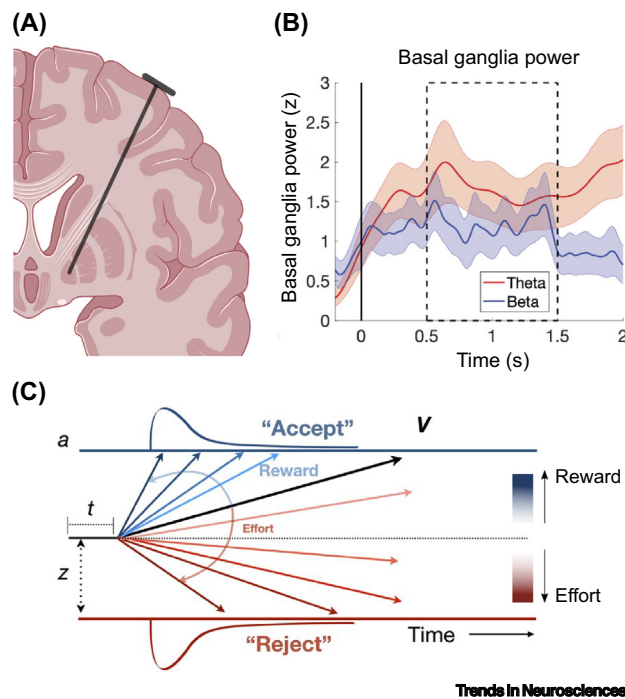 (A)
(B)
Basal ganglia power
Basal ganglia power (z)
3
2.5
2
1.5
1
0.5
0
Theta
Beta
0 0.5 1 1.5 2
Time (s)
(C)
a
"Accept"
V
Reward
t
Effort
z
"Reject"
Time
Reward
Effort
Trends in Neurosciences